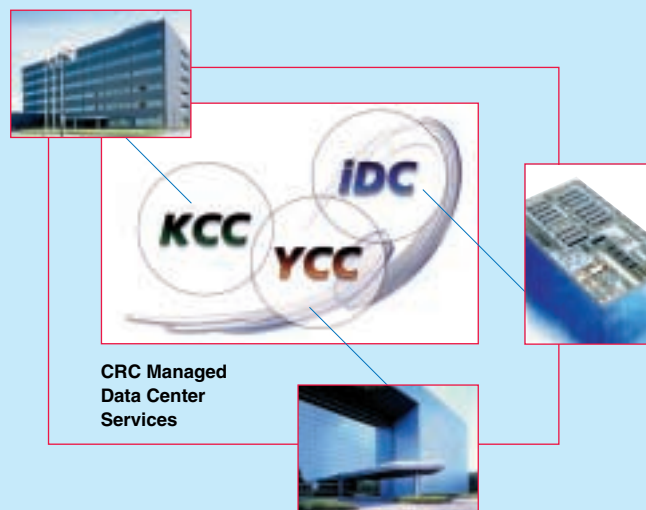 iDC
KCC
YCC
CRC Managed
Data Center
Services